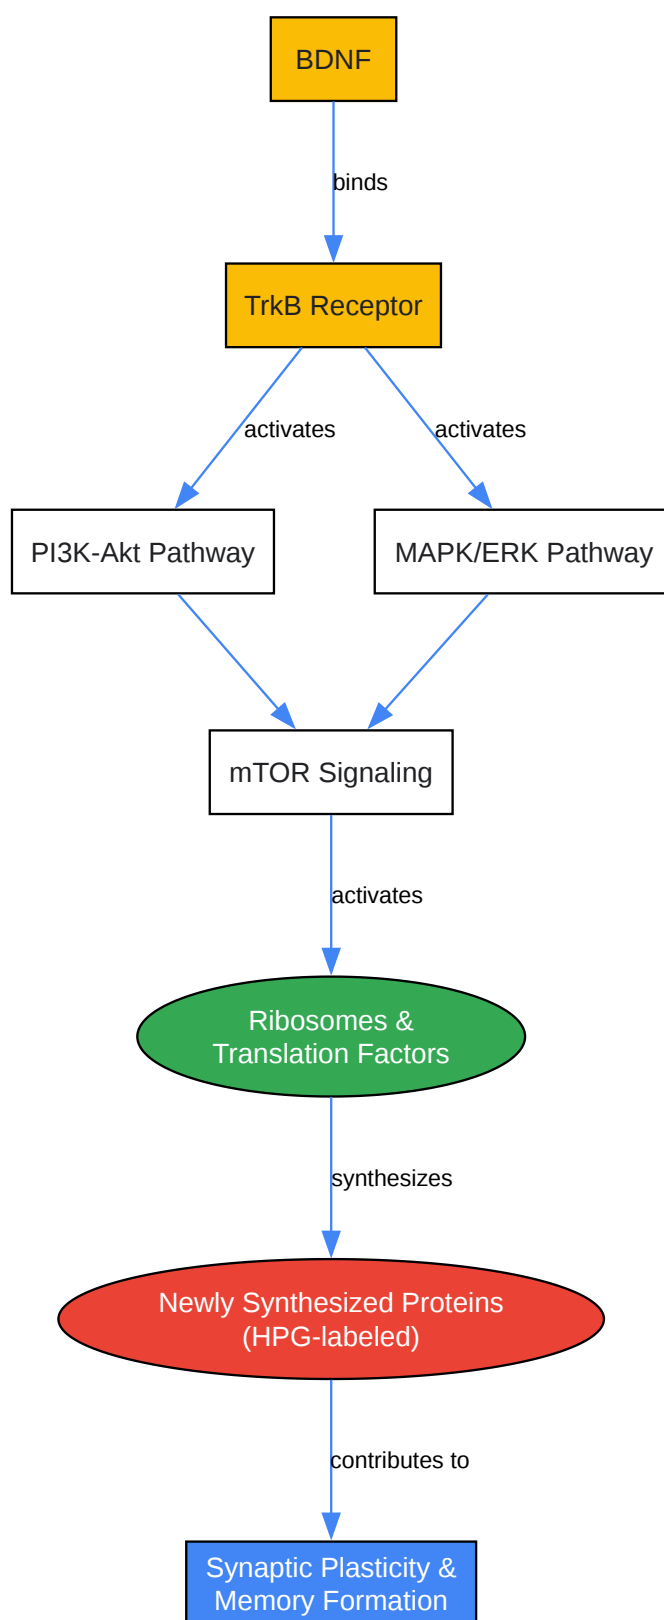 BDNF
binds
TrkB Receptor
activates
activates
PI3K-Akt Pathway
MAPK/ERK Pathway
mTOR Signaling
activates
Ribosomes &
Translation Factors
synthesizes
Newly Synthesized Proteins
(HPG-labeled)
contributes to
Synaptic Plasticity &
Memory Formation